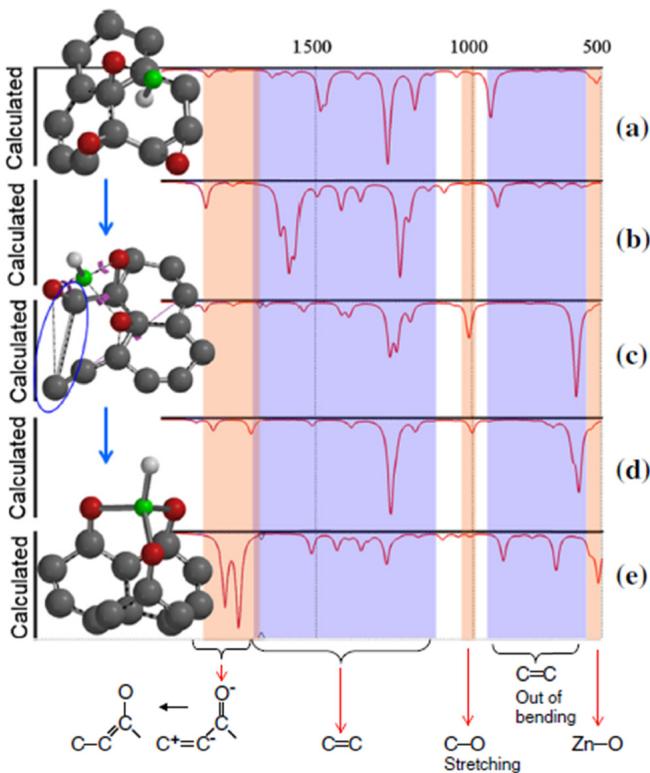 1500 1000 500
Calculated
(a)
Calculated
(b)
Calculated
(c)
Calculated
(d)
Calculated
(e)
C=C
Out of
bending
O
C–C C
O-
C+=C- C
C=C
C–O
Stretching
Zn–O